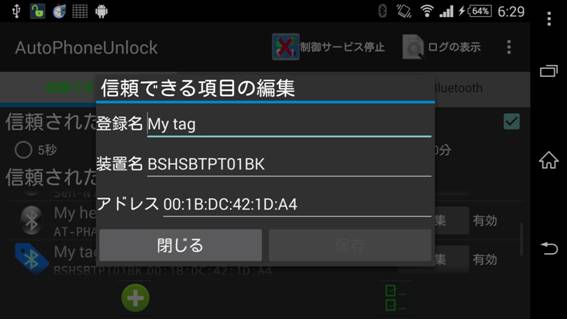 64% 6:29
AutoPhoneUnlock
制御サービス停止
ログの表示
Bluetooth
信頼できる項目の編集
登録名 My tag
装置名 BSHSBTPT01BK
アドレス 00:1B:DC:42:1D:A4
閉じる
保存
信頼された
5秒
0分
信頼された
My he
AT-PHA
集
有効
My ta
BSHSBTPT01BK 00:1B:DC:42:1D:A4
集
有効